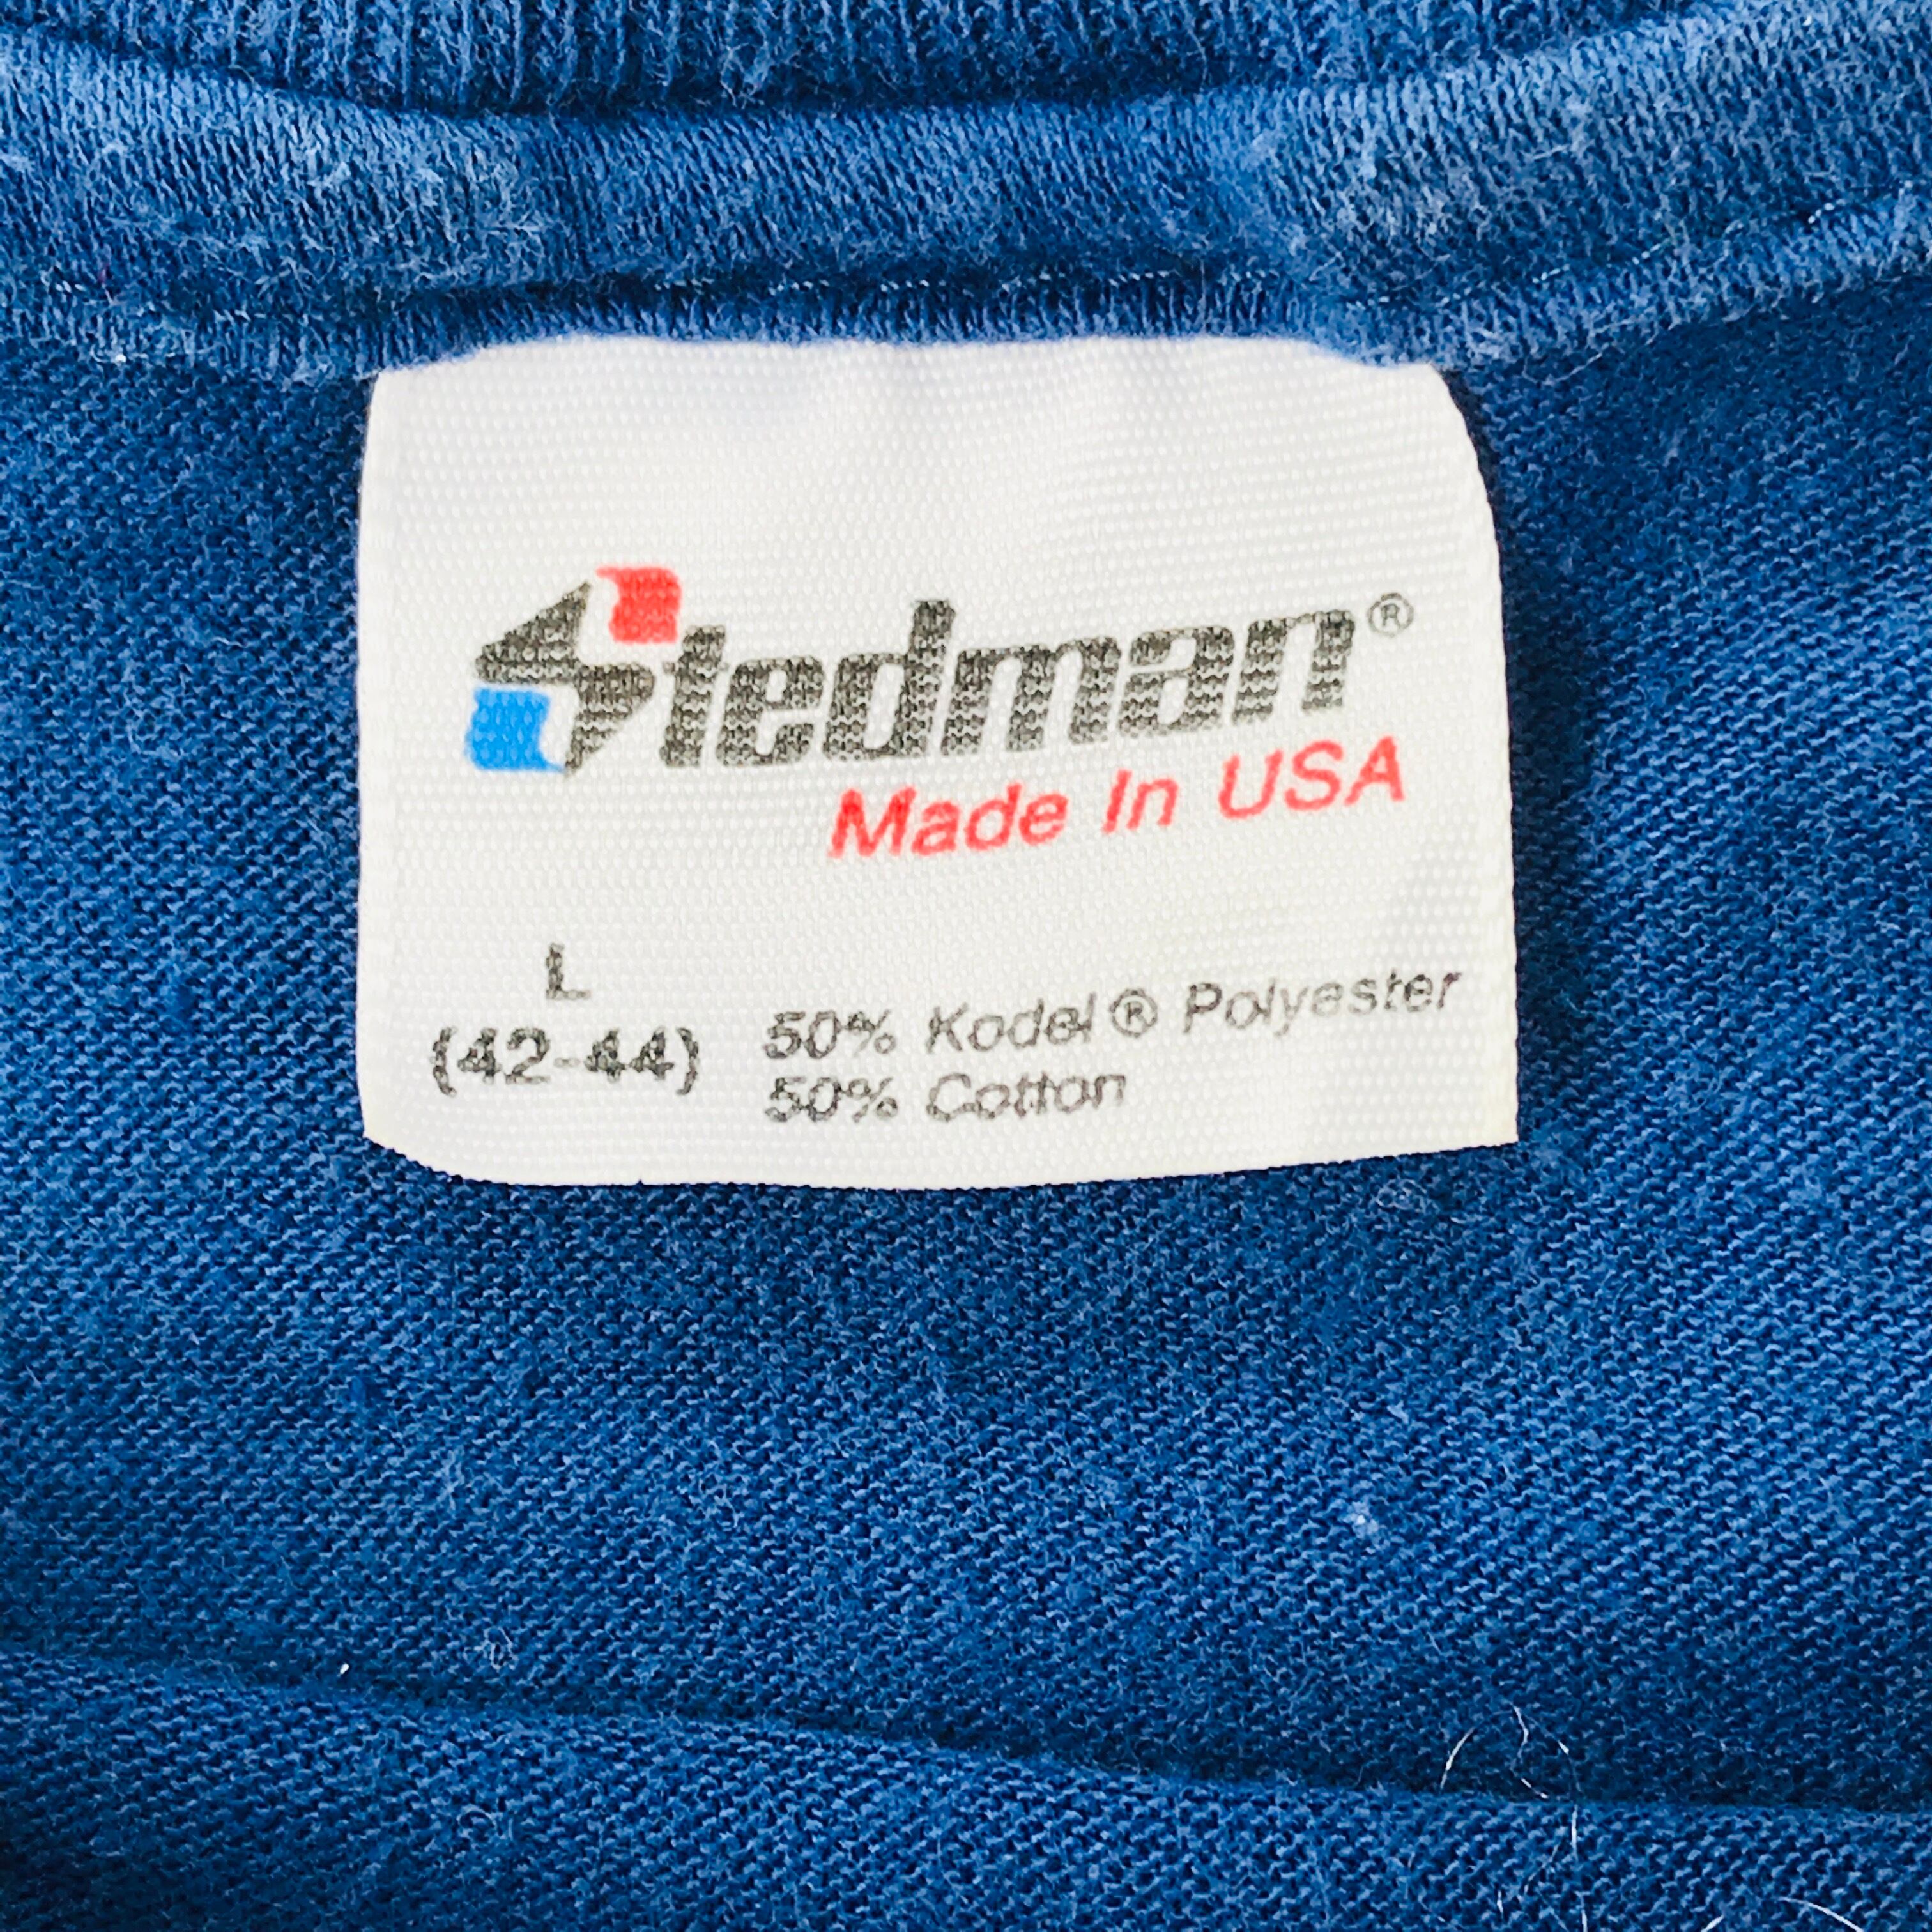 Stedman®
Made In USA
L
(42-44)
50% Kodel® Polyester
50% Cotton